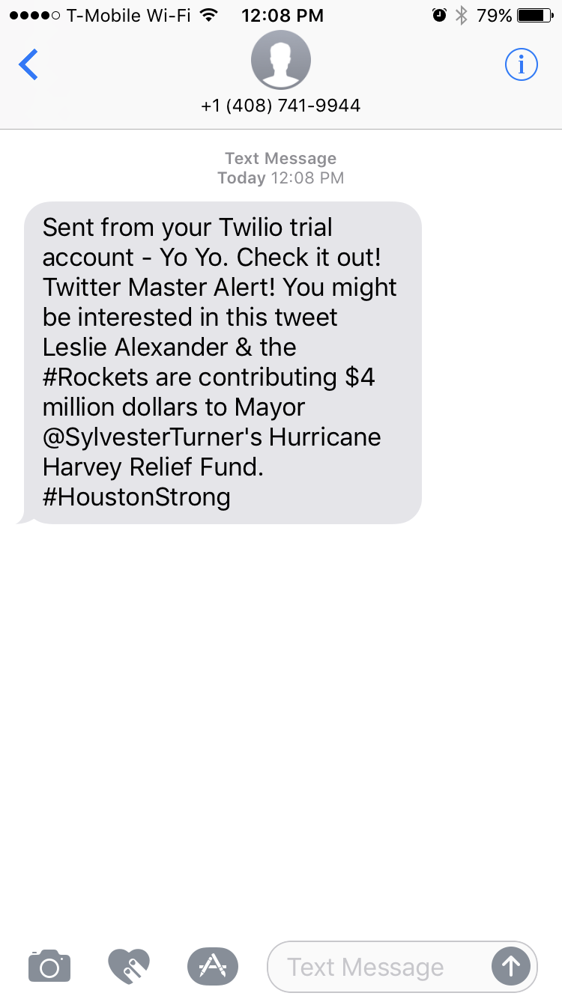 T-Mobile Wi-Fi 12:08 PM 79%
+1 (408) 741-9944
Text Message
Today 12:08 PM
Sent from your Twilio trial
account - Yo Yo. Check it out!
Twitter Master Alert! You might
be interested in this tweet
Leslie Alexander & the
#Rockets are contributing $4
million dollars to Mayor
@SylvesterTurner's Hurricane
Harvey Relief Fund.
#HoustonStrong
Text Message